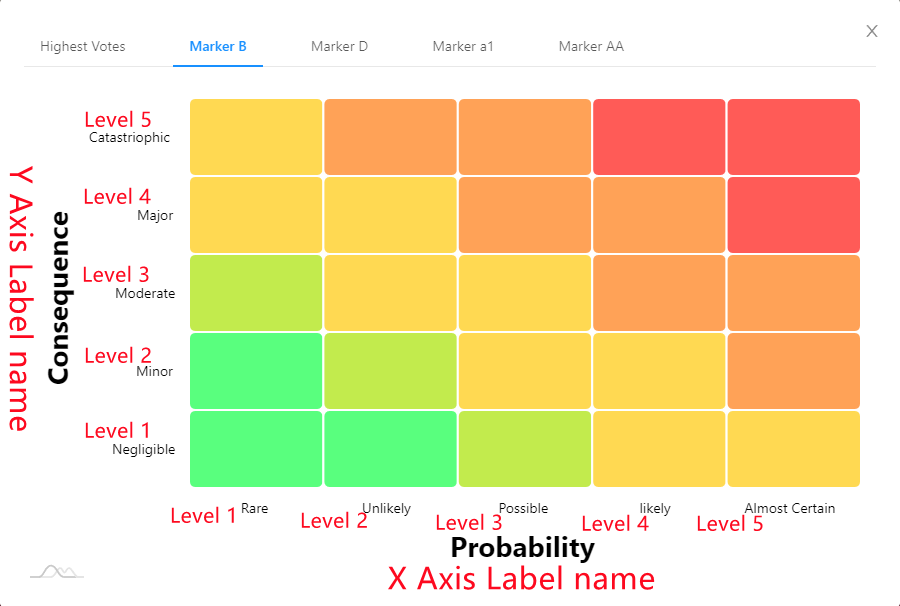 X
Highest Votes
Marker B
Marker D
Marker a1
Marker AA
Level 5
Catastriophic
Level 4
Major
Level 3
Moderate
Level 2
Minor
Level 1
Negligible
Y Axis Label name
Consequence
Rare
Unlikely
Possible
likely
Almost Certain
Level 1
Level 2
Level 3
Level 4
Level 5
Probability
X Axis Label name